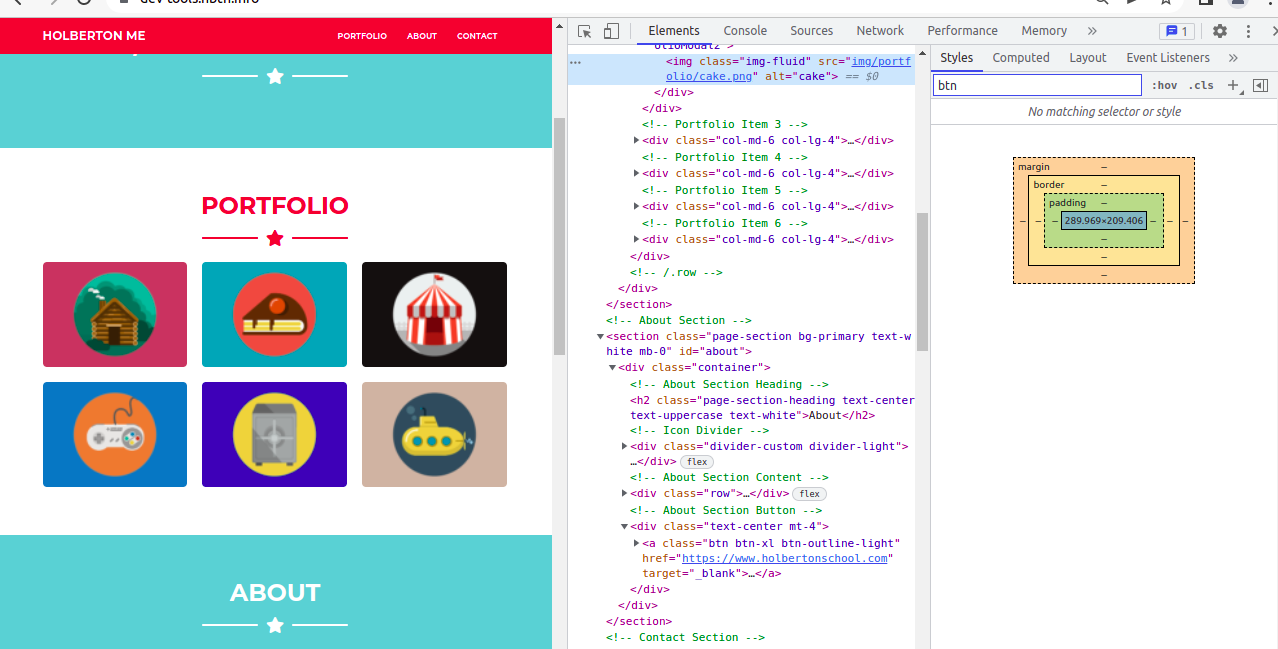 dev-tools.hbtn.info
HOLBERTON ME
PORTFOLIO ABOUT CONTACT
PORTFOLIO
ABOUT
Elements Console Sources Network Performance Memory » 1
olioModal2">
<img class="img-fluid" src="img/portf
olio/cake.png" alt="cake"> == $0
</div>
</div>
<!-- Portfolio Item 3 -->
<div class="col-md-6 col-lg-4">…</div>
<!-- Portfolio Item 4 -->
<div class="col-md-6 col-lg-4">…</div>
<!-- Portfolio Item 5 -->
<div class="col-md-6 col-lg-4">…</div>
<!-- Portfolio Item 6 -->
<div class="col-md-6 col-lg-4">…</div>
</div>
<!-- /.row -->
</div>
</section>
<!-- About Section -->
<section class="page-section bg-primary text-w
hite mb-0" id="about">
<div class="container">
<!-- About Section Heading -->
<h2 class="page-section-heading text-center
text-uppercase text-white">About</h2>
<!-- Icon Divider -->
<div class="divider-custom divider-light">
…</div> flex
<!-- About Section Content -->
<div class="row">…</div> flex
<!-- About Section Button -->
<div class="text-center mt-4">
<a class="btn btn-xl btn-outline-light"
href="https://www.holbertonschool.com"
target="_blank">…</a>
</div>
</div>
</section>
<!-- Contact Section -->
Styles Computed Layout Event Listeners »
btn :hov .cls +
No matching selector or style
margin –
border –
padding –
– – – 289.969×209.406 – – –
–
–
–